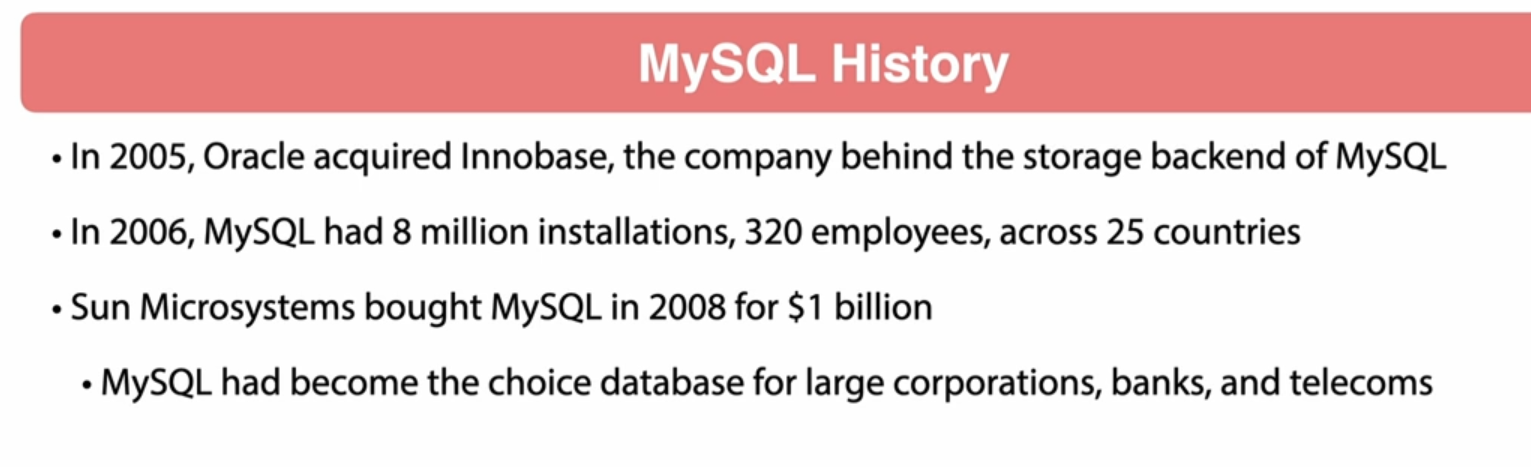 MySQL History
• In 2005, Oracle acquired Innobase, the company behind the storage backend of MySQL
• In 2006, MySQL had 8 million installations, 320 employees, across 25 countries
• Sun Microsystems bought MySQL in 2008 for $1 billion
• MySQL had become the choice database for large corporations, banks, and telecoms